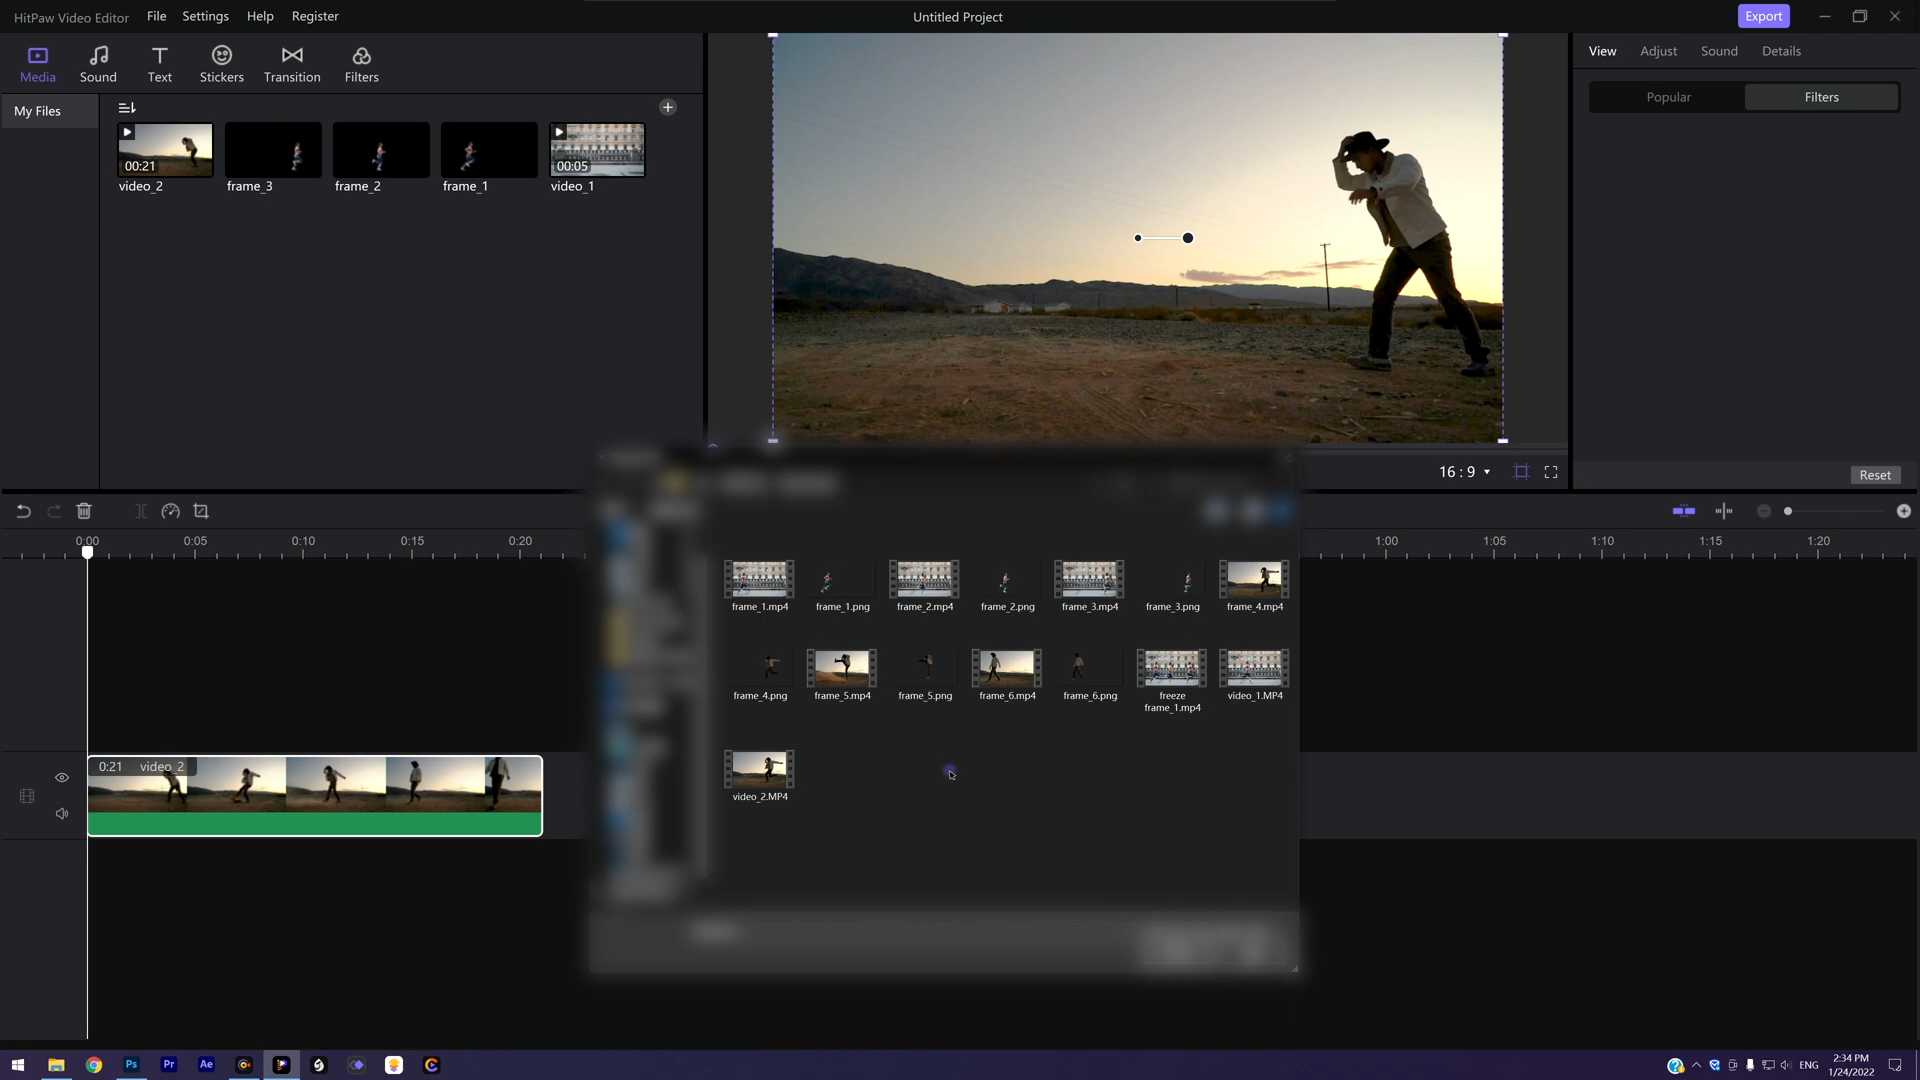 HitPaw Video Editor
File
Settings
Help
Register
Untitled Project
Export
Media
Sound
Text
Stickers
Transition
Filters
View
Adjust
Sound
Details
My Files
Popular
Filters
00:21
00:05
video_2
frame_3
frame_2
frame_1
video_1
16 : 9
Reset
0:00
0:05
0:10
0:15
0:20
1:00
1:05
1:10
1:15
1:20
frame_1.mp4
frame_1.png
frame_2.mp4
frame_2.png
frame_3.mp4
frame_3.png
frame_4.mp4
frame_4.png
frame_5.mp4
frame_5.png
frame_6.mp4
frame_6.png
freeze
frame_1.mp4
video_1.MP4
0:21 video_2
video_2.MP4
Ps
Pr
Ae
ENG
2:34 PM
1/24/2022